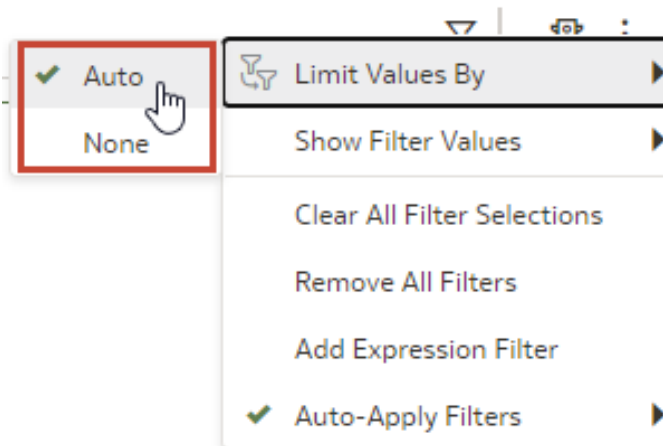 Auto
None
Limit Values By
Show Filter Values
Clear All Filter Selections
Remove All Filters
Add Expression Filter
Auto-Apply Filters